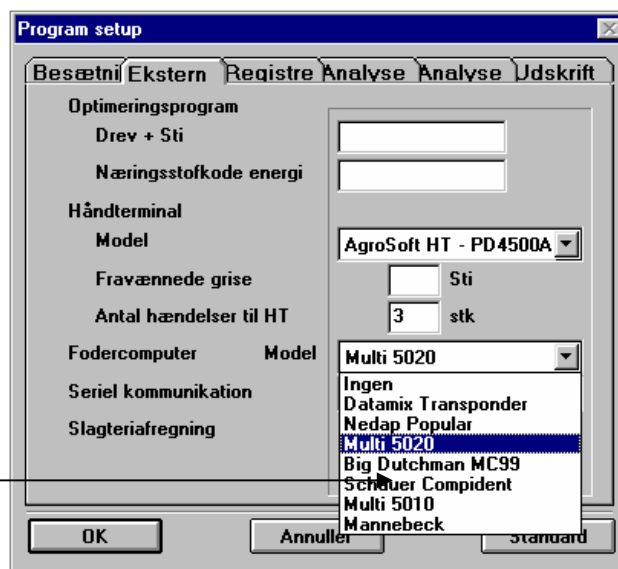 Program setup
Besætni Ekstern Registre Analyse Analyse Udskrift
Optimeringsprogram
Drev + Sti
Næringsstofkode energi
Håndterminal
Model AgroSoft HT - PD4500A
Fravænnede grise Sti
Antal hændelser til HT 3 stk
Fodercomputer Model Multi 5020
Seriel kommunikation
Slagteriafregning
Ingen
Datamix Transponder
Nedap Popular
Multi 5020
Big Dutchman MC99
Schauer Compident
Multi 5010
Mannebeck
OK Annuller Standard